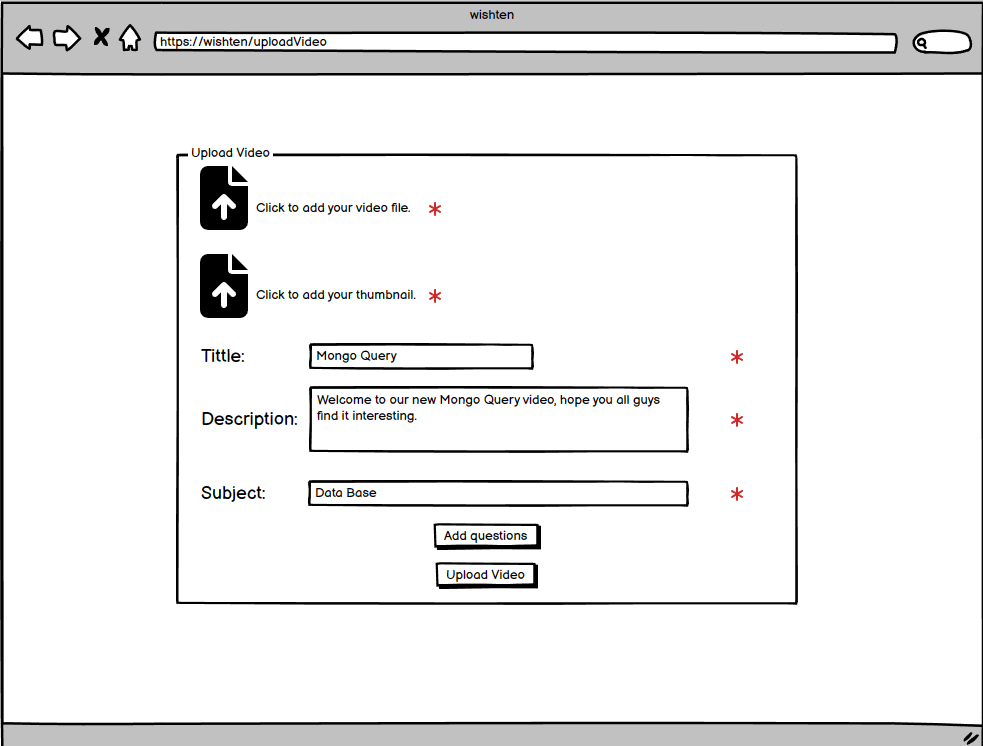 wishten
https://wishten/uploadVideo
Upload Video
Click to add your video file. *
Click to add your thumbnail. *
Tittle: Mongo Query *
Description: Welcome to our new Mongo Query video, hope you all guys
find it interesting. *
Subject: Data Base *
Add questions
Upload Video